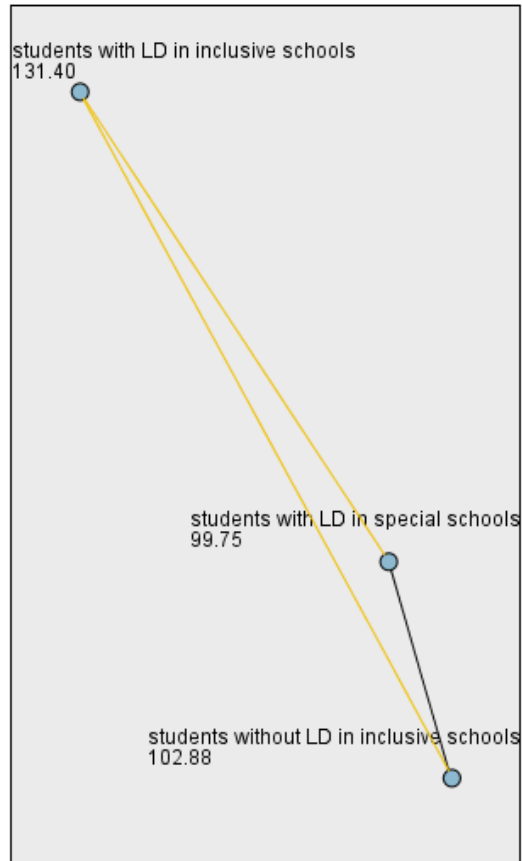 students with LD in inclusive schools
131.40
students with LD in special schools
99.75
students without LD in inclusive schools
102.88